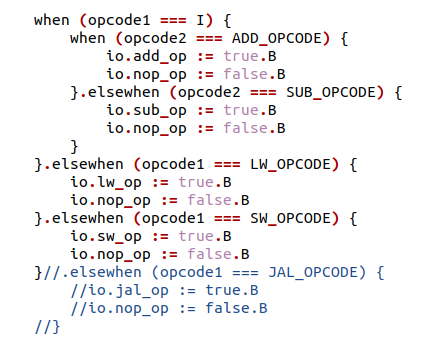 when (opcode1 === I) {
    when (opcode2 === ADD_OPCODE) {
        io.add_op := true.B
        io.nop_op := false.B
    }.elsewhen (opcode2 === SUB_OPCODE) {
        io.sub_op := true.B
        io.nop_op := false.B
    }
}.elsewhen (opcode1 === LW_OPCODE) {
    io.lw_op := true.B
    io.nop_op := false.B
}.elsewhen (opcode1 === SW_OPCODE) {
    io.sw_op := true.B
    io.nop_op := false.B
}//.elsewhen (opcode1 === JAL_OPCODE) {
    //io.jal_op := true.B
    //io.nop_op := false.B
//}